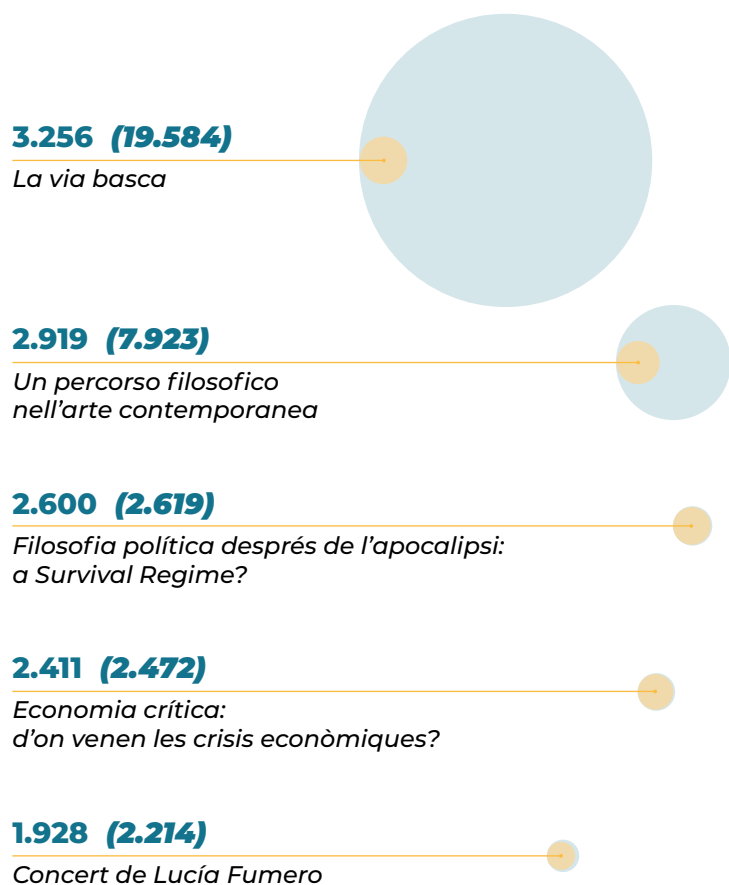 3.256 (19.584)
La via basca
2.919 (7.923)
Un percorso filosofico
nell’arte contemporanea
2.600 (2.619)
Filosofia política després de l’apocalipsi:
a Survival Regime?
2.411 (2.472)
Economia crítica:
d’on venen les crisis econòmiques?
1.928 (2.214)
Concert de Lucía Fumero